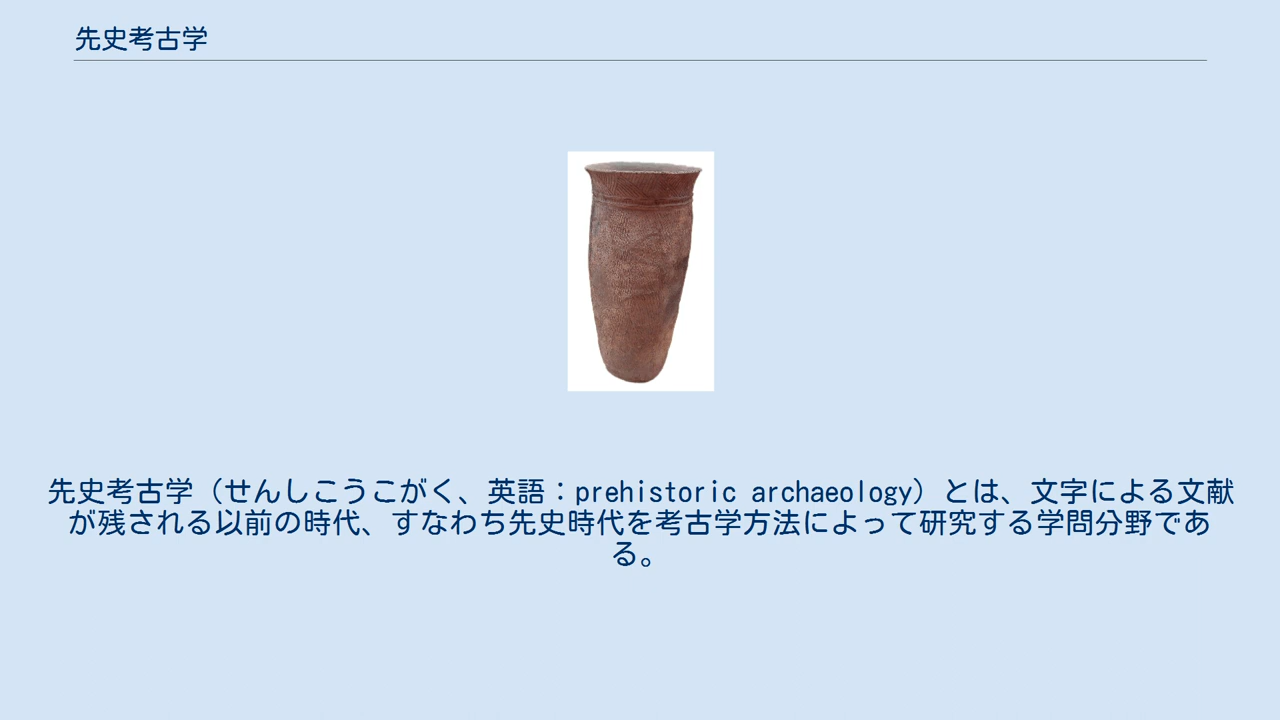 先史考古学
先史考古学（せんしこうこがく、英語：prehistoric archaeology）とは、文字による文献
が残される以前の時代、すなわち先史時代を考古学方法によって研究する学問分野であ
る。